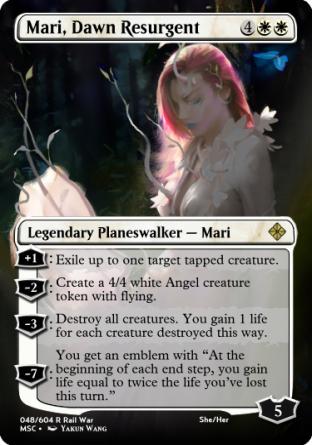 Mari, Dawn Resurgent 4
Legendary Planeswalker — Mari
+1 : Exile up to one target tapped creature.
-2 : Create a 4/4 white Angel creature
token with flying.
-3 : Destroy all creatures. You gain 1 life
for each creature destroyed this way.
You get an emblem with “At the
-7 : beginning of each end step, you gain
life equal to twice the life you’ve lost
this turn.”
5
048/604 R Rail War She/Her
MSC • Yakun Wang